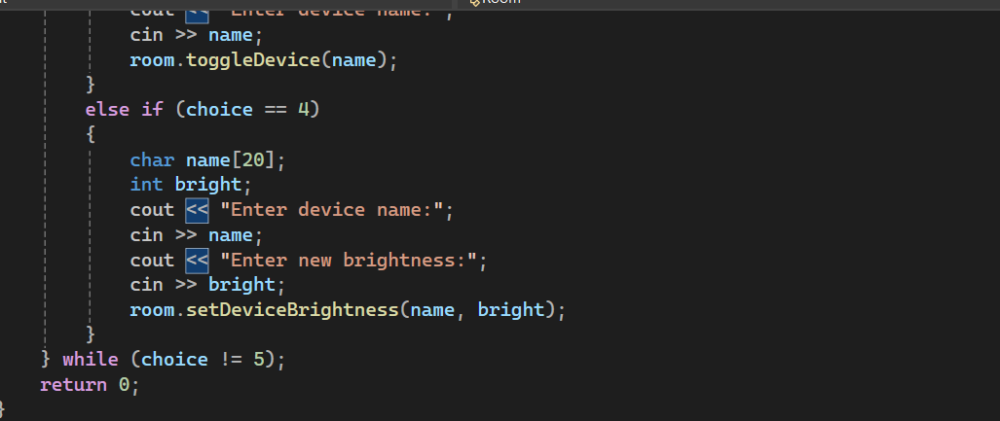 Room
cout << "Enter device name:";
cin >> name;
room.toggleDevice(name);
}
else if (choice == 4)
{
char name[20];
int bright;
cout << "Enter device name:";
cin >> name;
cout << "Enter new brightness:";
cin >> bright;
room.setDeviceBrightness(name, bright);
}
} while (choice != 5);
return 0;
}